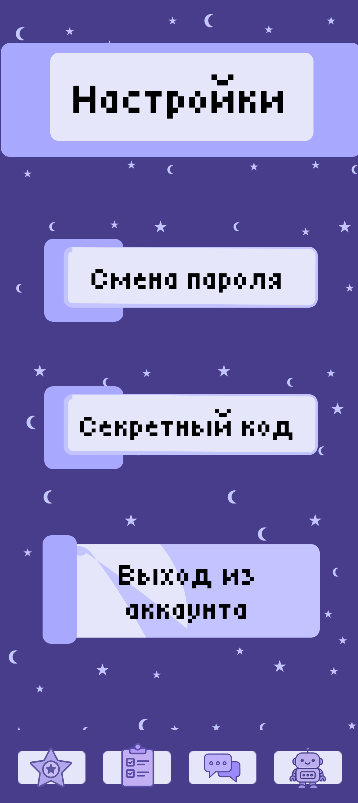 Настройки
Смена пароля
Секретный код
Выход из
аккаунта